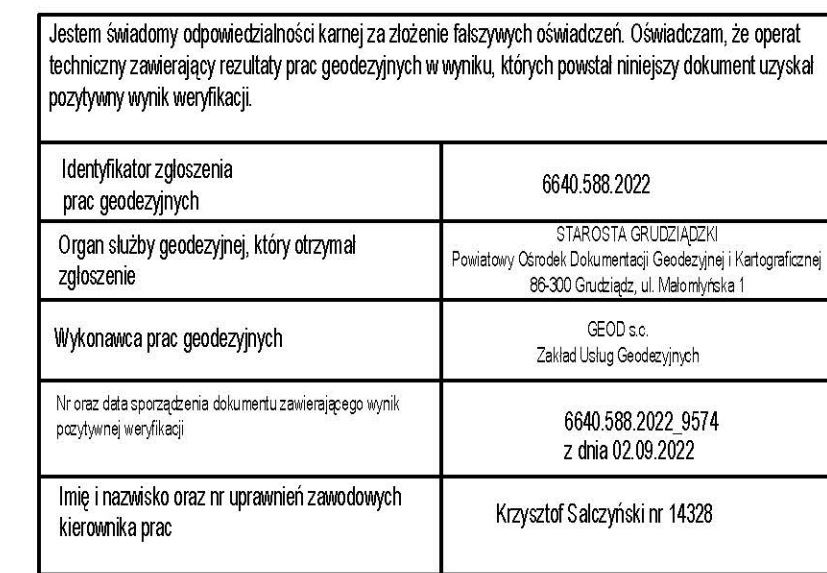 Jestem świadomy odpowiedzialności karnej za złożenie fałszywych oświadczeń. Oświadczam, że operat
techniczny zawierający rezultaty prac geodezyjnych w wyniku, których powstał niniejszy dokument uzyskał
pozytywny wynik weryfikacji.
Identyfikator zgłoszenia
prac geodezyjnych
6640.588.2022
Organ służby geodezyjnej, który otrzymał
zgłoszenie
STAROSTA GRUDZIĄDZKI
Powiatowy Ośrodek Dokumentacji Geodezyjnej i Kartograficznej
86-300 Grudziądz, ul. Małomłyńska 1
Wykonawca prac geodezyjnych
GEOD s.c.
Zakład Usług Geodezyjnych
Nr oraz data sporządzenia dokumentu zawierającego wynik
pozytywnej weryfikacji
6640.588.2022_9574
z dnia 02.09.2022
Imię i nazwisko oraz nr uprawnień zawodowych
kierownika prac
Krzysztof Salczyński nr 14328